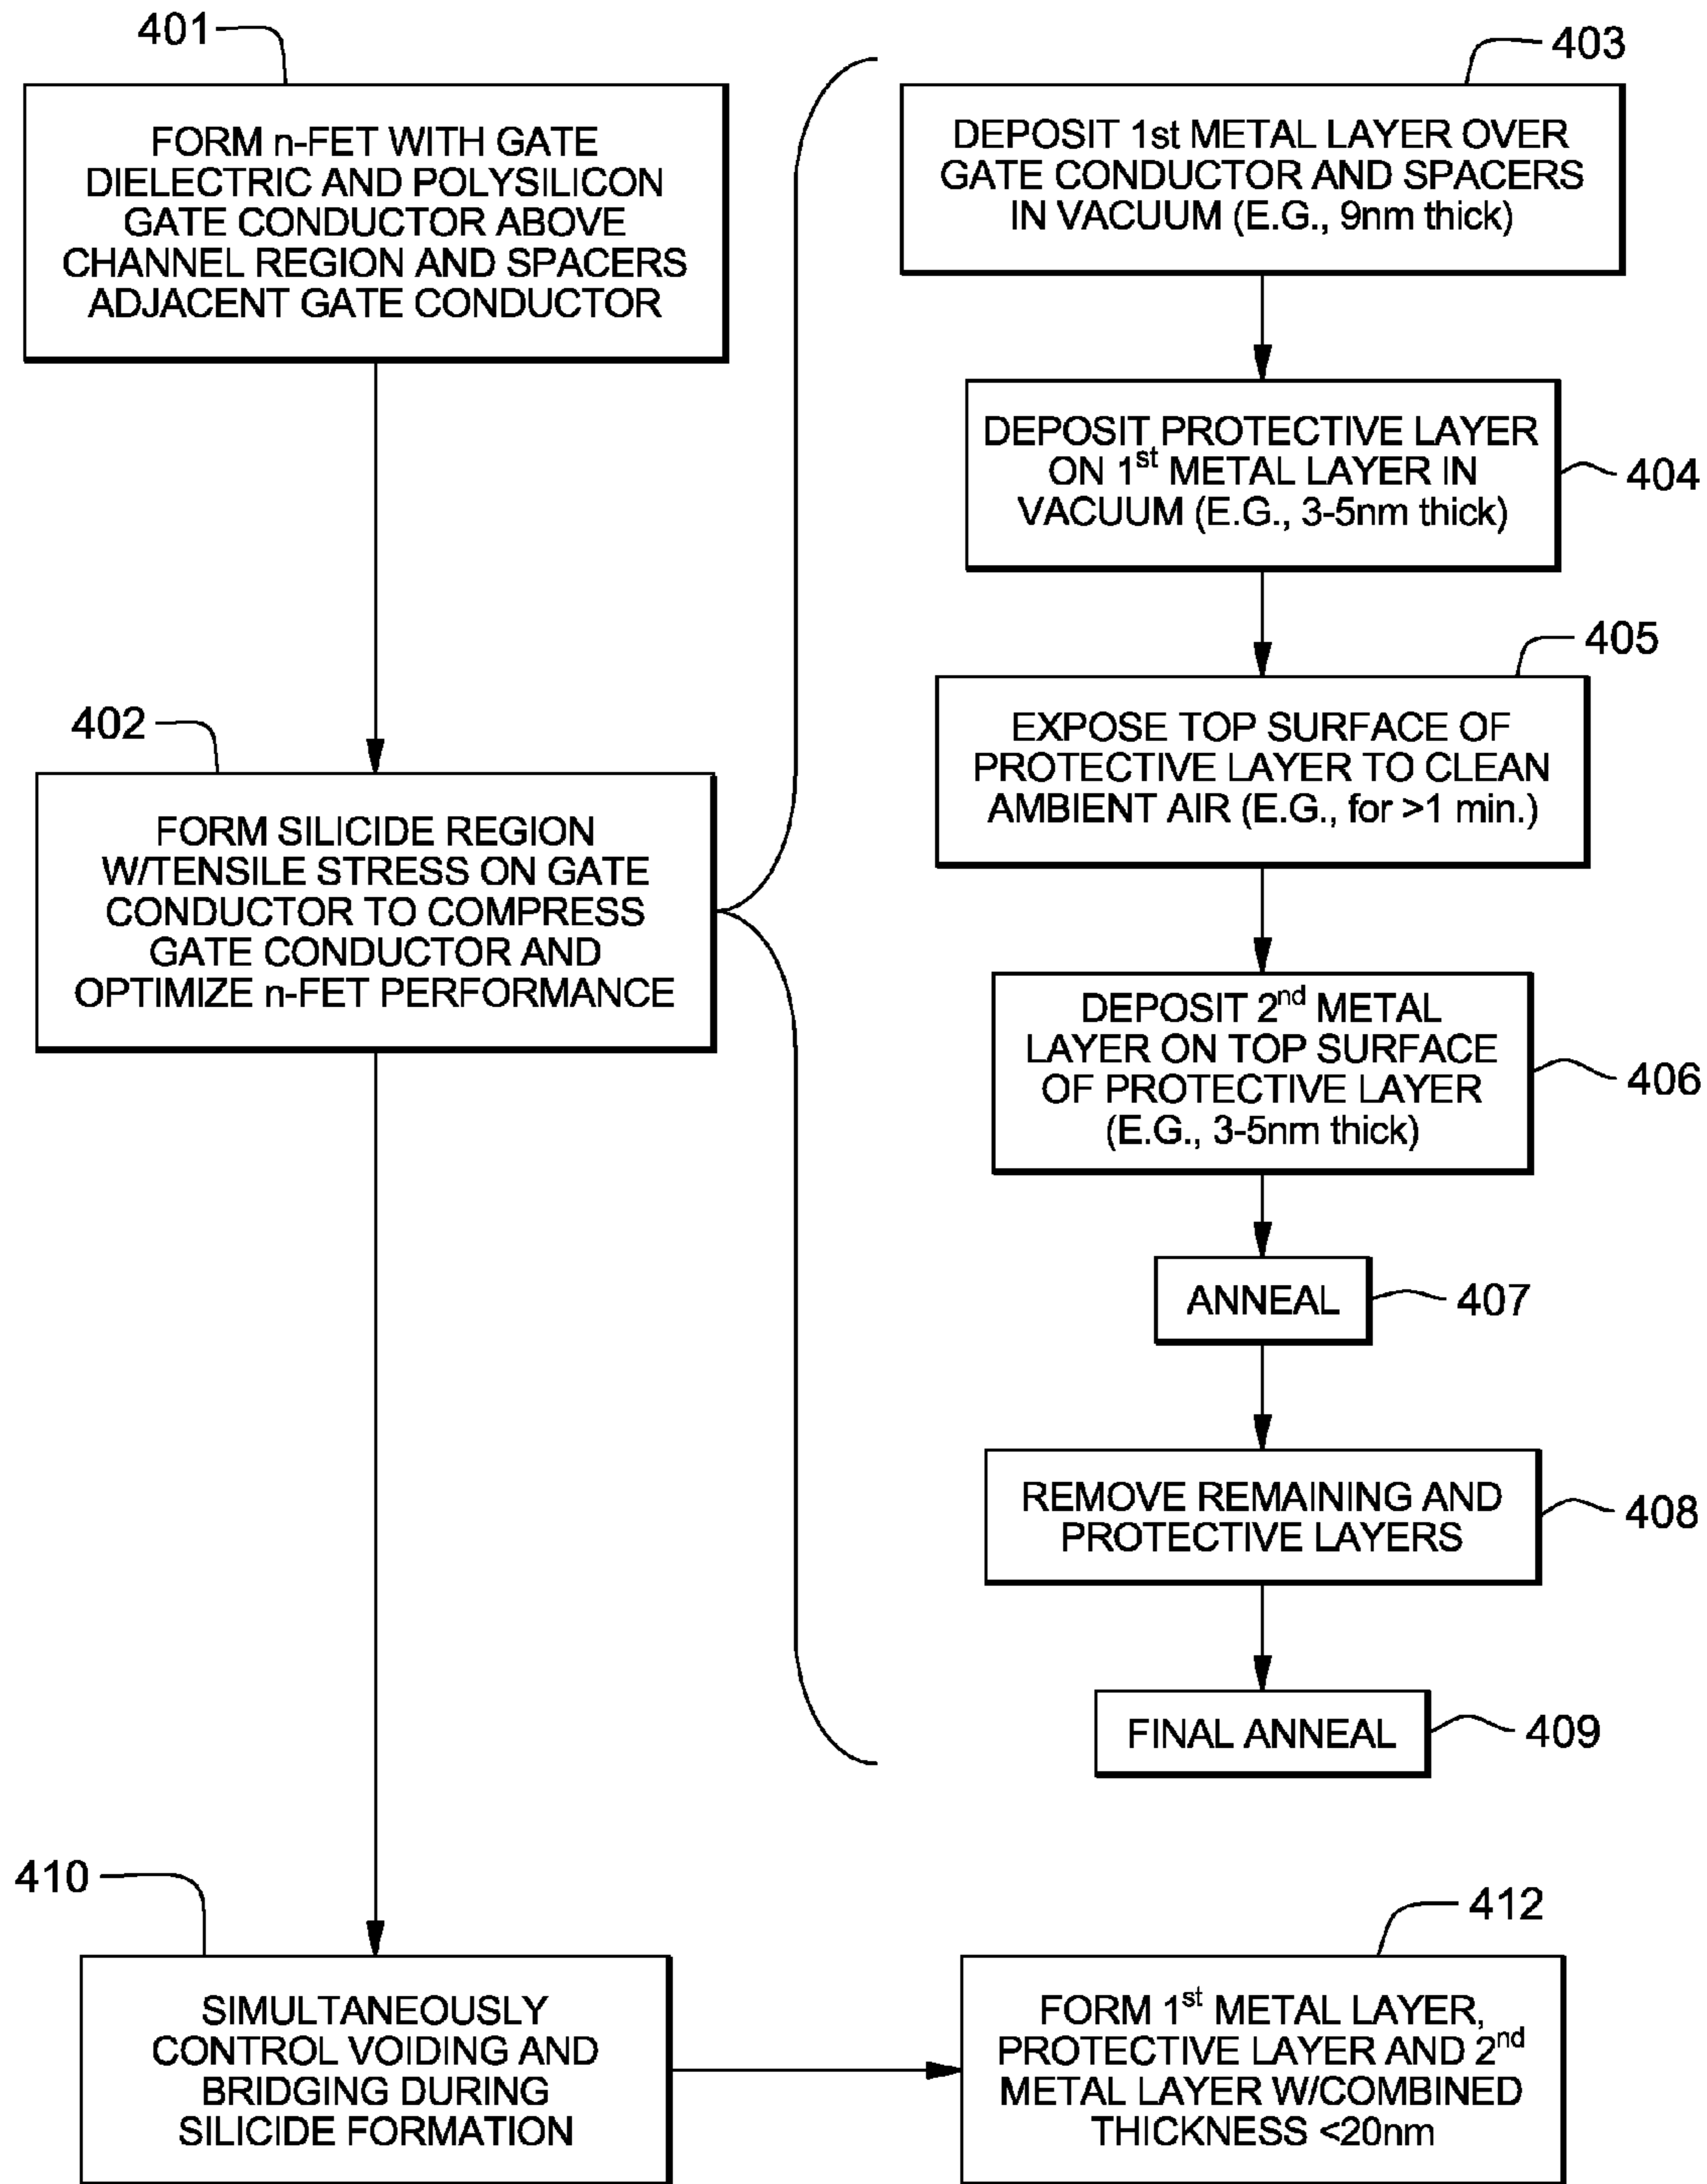 401
FORM n-FET WITH GATE
DIELECTRIC AND POLYSILICON
GATE CONDUCTOR ABOVE
CHANNEL REGION AND SPACERS
ADJACENT GATE CONDUCTOR
402
FORM SILICIDE REGION
W/TENSILE STRESS ON GATE
CONDUCTOR TO COMPRESS
GATE CONDUCTOR AND
OPTIMIZE n-FET PERFORMANCE
403
DEPOSIT 1st METAL LAYER OVER
GATE CONDUCTOR AND SPACERS
IN VACUUM (E.G., 9nm thick)
DEPOSIT PROTECTIVE LAYER
ON 1st METAL LAYER IN
VACUUM (E.G., 3-5nm thick)
404
405
EXPOSE TOP SURFACE OF
PROTECTIVE LAYER TO CLEAN
AMBIENT AIR (E.G., for >1 min.)
DEPOSIT 2nd METAL
LAYER ON TOP SURFACE
OF PROTECTIVE LAYER
(E.G., 3-5nm thick)
406
ANNEAL
407
REMOVE REMAINING AND
PROTECTIVE LAYERS
408
FINAL ANNEAL
409
410
SIMULTANEOUSLY
CONTROL VOIDING AND
BRIDGING DURING
SILICIDE FORMATION
412
FORM 1st METAL LAYER,
PROTECTIVE LAYER AND 2nd
METAL LAYER W/COMBINED
THICKNESS <20nm